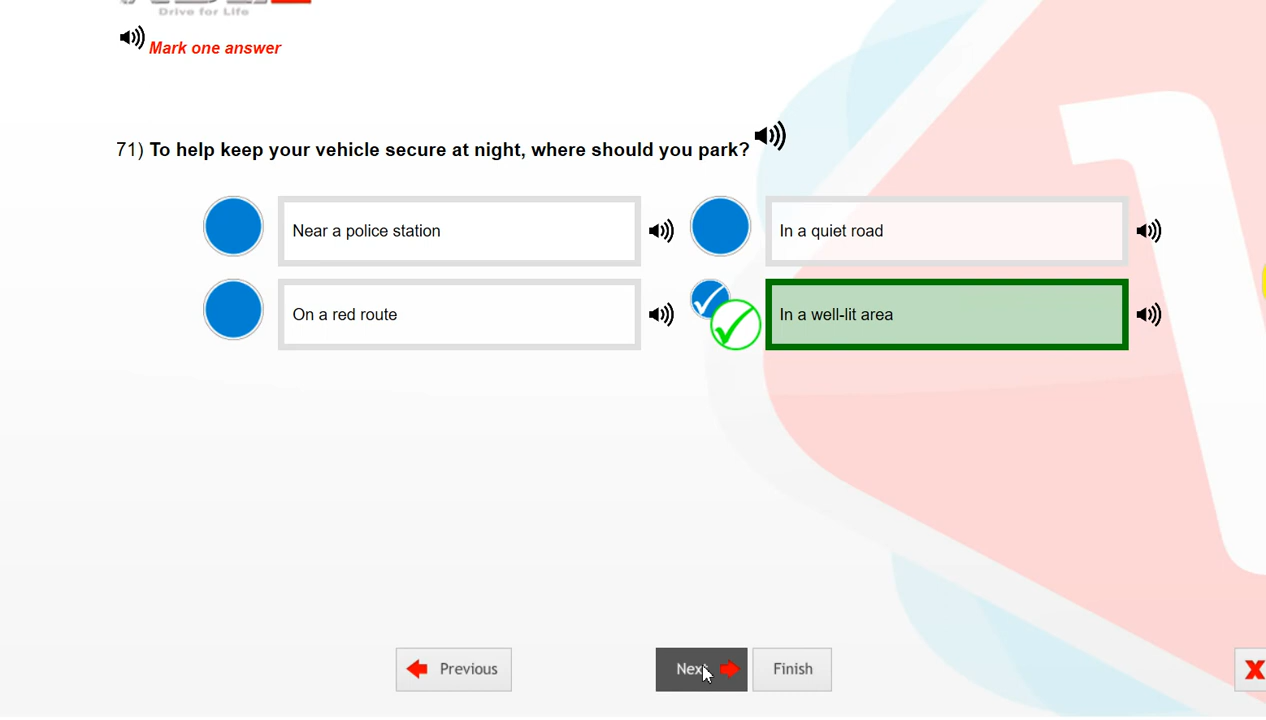 Drive for Life
Mark one answer
71) To help keep your vehicle secure at night, where should you park?
Near a police station
In a quiet road
On a red route
In a well-lit area
Previous
Next
Finish
X